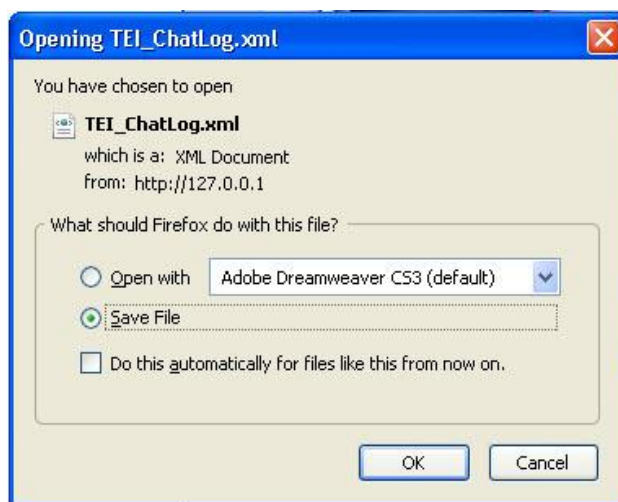 Opening TEI_ChatLog.xml
You have chosen to open
TEI_ChatLog.xml
which is a: XML Document
from: http://127.0.0.1
What should Firefox do with this file?
Open with Adobe Dreamweaver CS3 (default)
Save File
Do this automatically for files like this from now on.
OK Cancel